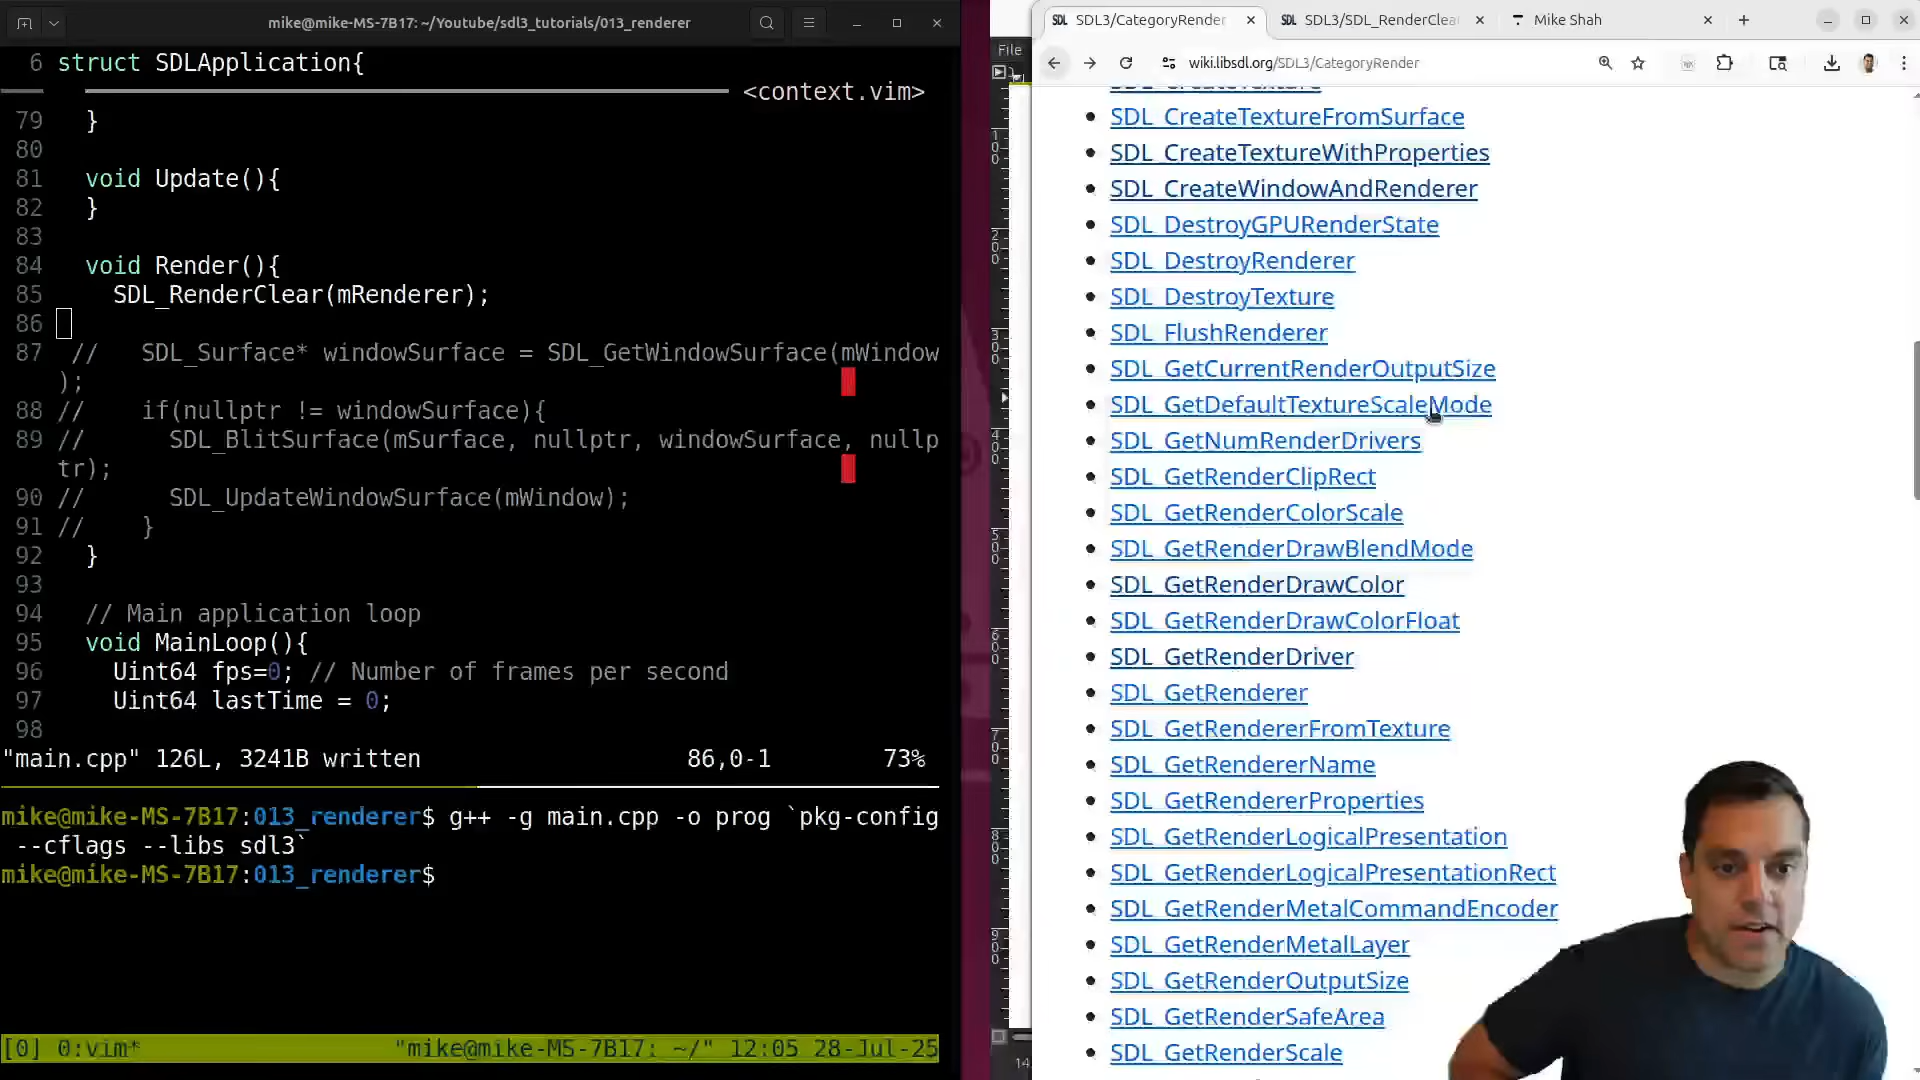 mike@mike-MS-7B17: ~/Youtube/sdl3_tutorials/013_renderer
6 struct SDLApplication{
<context.vim>
79 }
80
81 void Update(){
82 }
83
84 void Render(){
85 SDL_RenderClear(mRenderer);
86
87 // SDL_Surface* windowSurface = SDL_GetWindowSurface(mWindow
);
88 // if(nullptr != windowSurface){
89 // SDL_BlitSurface(mSurface, nullptr, windowSurface, nullp
tr);
90 // SDL_UpdateWindowSurface(mWindow);
91 // }
92 }
93
94 // Main application loop
95 void MainLoop(){
96 Uint64 fps=0; // Number of frames per second
97 Uint64 lastTime = 0;
98
"main.cpp" 126L, 3241B written 86,0-1 73%
mike@mike-MS-7B17:013_renderer$ g++ -g main.cpp -o prog `pkg-config
--cflags --libs sdl3`
mike@mike-MS-7B17:013_renderer$
[0] 0:vim* "mike@mike-MS-7B17: ~/" 12:05 28-Jul-25
File
SDL3/CategoryRender
SDL3/SDL_RenderClea
Mike Shah
wiki.libsdl.org/SDL3/CategoryRender
SDL_CreateTextureFromSurface
SDL_CreateTextureWithProperties
SDL_CreateWindowAndRenderer
SDL_DestroyGPURenderState
SDL_DestroyRenderer
SDL_DestroyTexture
SDL_FlushRenderer
SDL_GetCurrentRenderOutputSize
SDL_GetDefaultTextureScaleMode
SDL_GetNumRenderDrivers
SDL_GetRenderClipRect
SDL_GetRenderColorScale
SDL_GetRenderDrawBlendMode
SDL_GetRenderDrawColor
SDL_GetRenderDrawColorFloat
SDL_GetRenderDriver
SDL_GetRenderer
SDL_GetRendererFromTexture
SDL_GetRendererName
SDL_GetRendererProperties
SDL_GetRenderLogicalPresentation
SDL_GetRenderLogicalPresentationRect
SDL_GetRenderMetalCommandEncoder
SDL_GetRenderMetalLayer
SDL_GetRenderOutputSize
SDL_GetRenderSafeArea
SDL_GetRenderScale